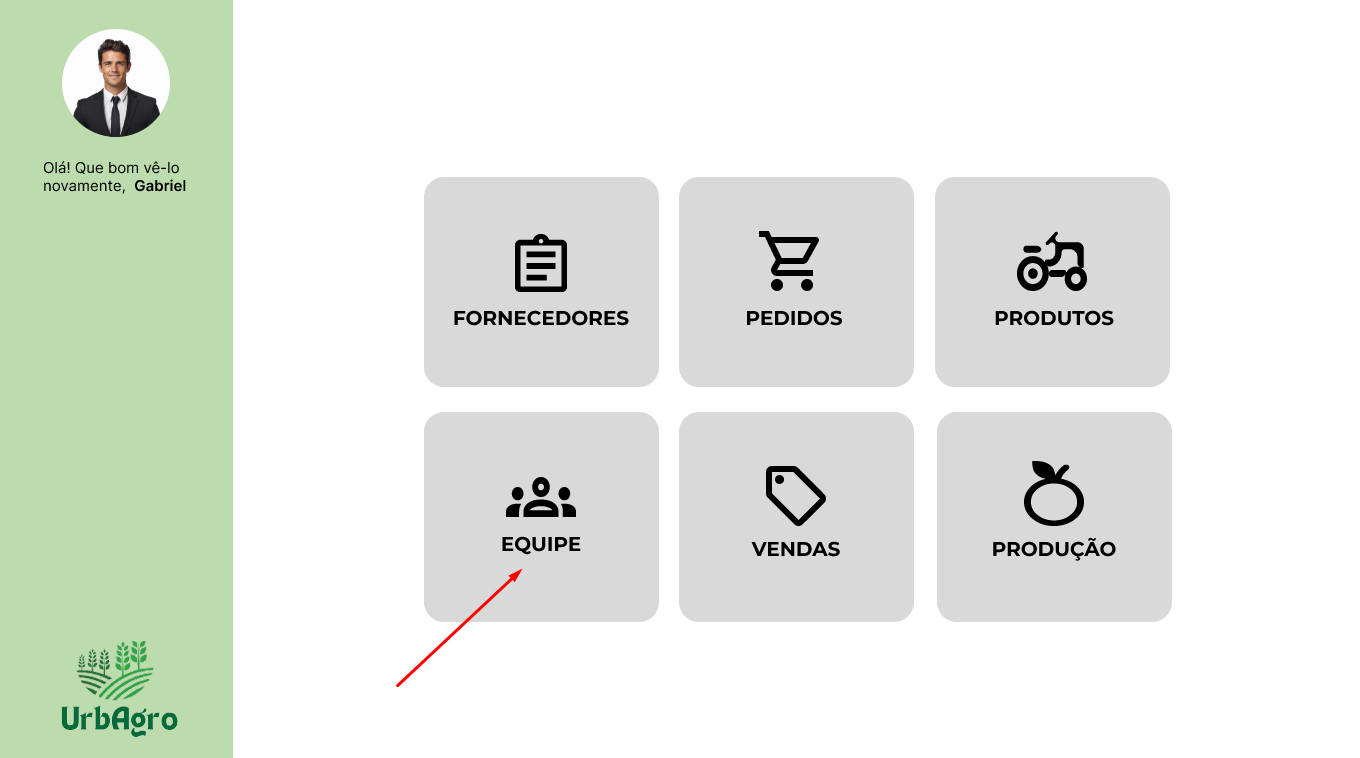 Olá! Que bom vê-lo
novamente, Gabriel
FORNECEDORES
PEDIDOS
PRODUTOS
EQUIPE
VENDAS
PRODUÇÃO
UrbAgro